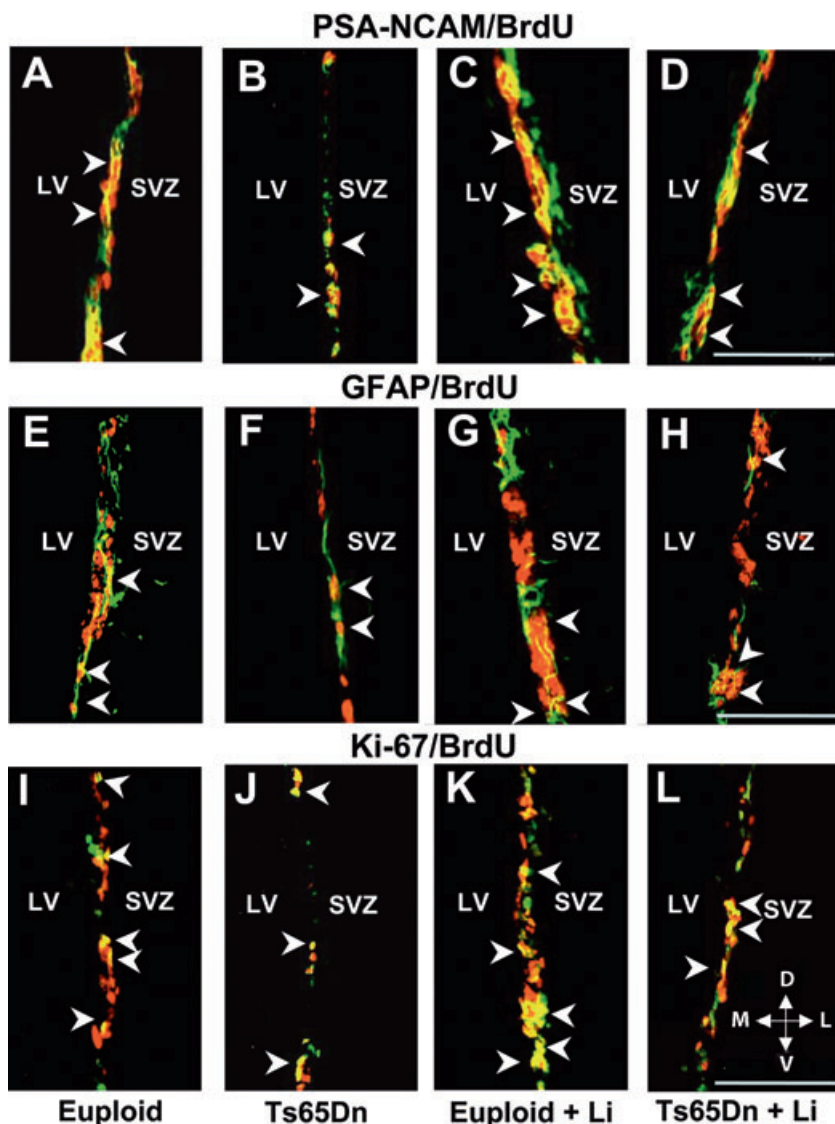 PSA-NCAM/BrdU
A B C D
LV SVZ LV SVZ LV SVZ LV SVZ
GFAP/BrdU
E F G H
LV SVZ LV SVZ LV SVZ LV SVZ
Ki-67/BrdU
I J K L
LV SVZ LV SVZ LV SVZ LV SVZ
D
M L
V
Euploid Ts65Dn Euploid + Li Ts65Dn + Li